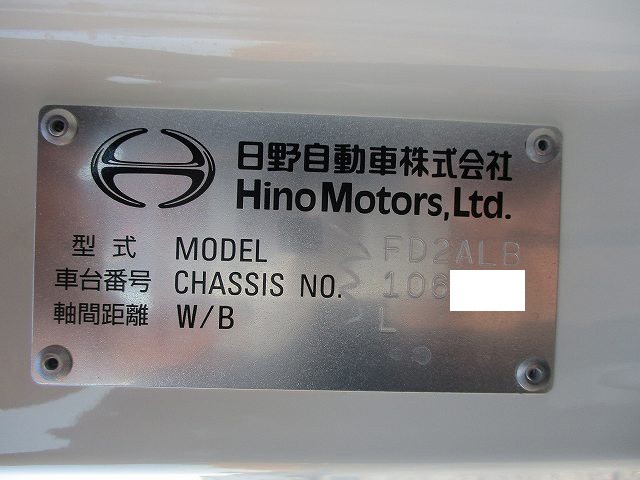 日野自動車株式会社
Hino Motors, Ltd.
型式 MODEL FD2ALB
車台番号 CHASSIS NO. 106
軸間距離 W/B L